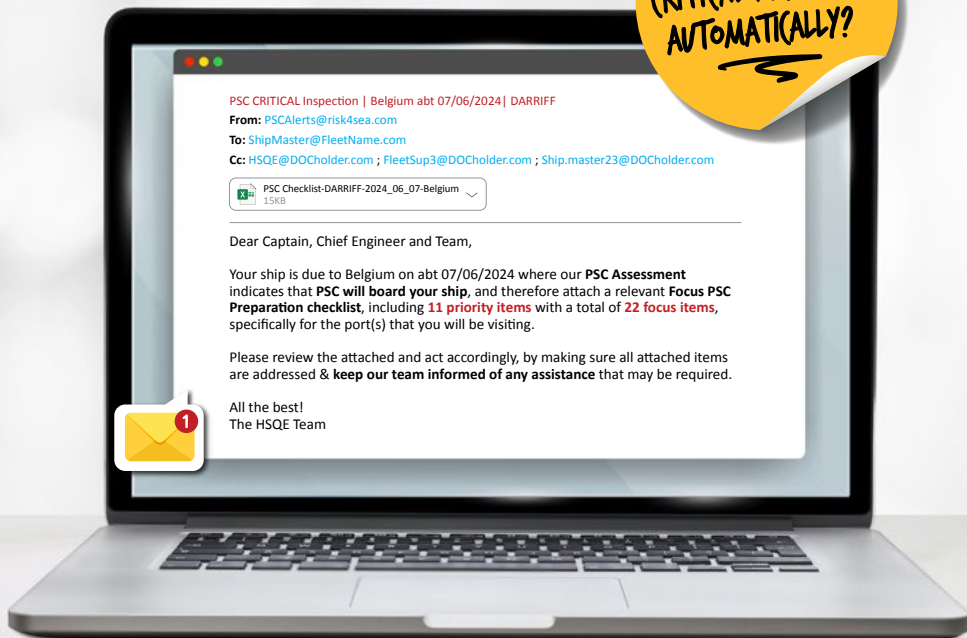 AUTOMATICALLY?
PSC CRITICAL Inspection | Belgium abt 07/06/2024| DARRIFF
From: PSCAlerts@risk4sea.com
To: ShipMaster@FleetName.com
Cc: HSQE@DOCholder.com ; FleetSup3@DOCholder.com ; Ship.master23@DOCholder.com
PSC Checklist-DARRIFF-2024_06_07-Belgium
15KB
Dear Captain, Chief Engineer and Team,
Your ship is due to Belgium on abt 07/06/2024 where our PSC Assessment
indicates that PSC will board your ship, and therefore attach a relevant Focus PSC
Preparation checklist, including 11 priority items with a total of 22 focus items,
specifically for the port(s) that you will be visiting.
Please review the attached and act accordingly, by making sure all attached items
are addressed & keep our team informed of any assistance that may be required.
All the best!
The HSQE Team
1